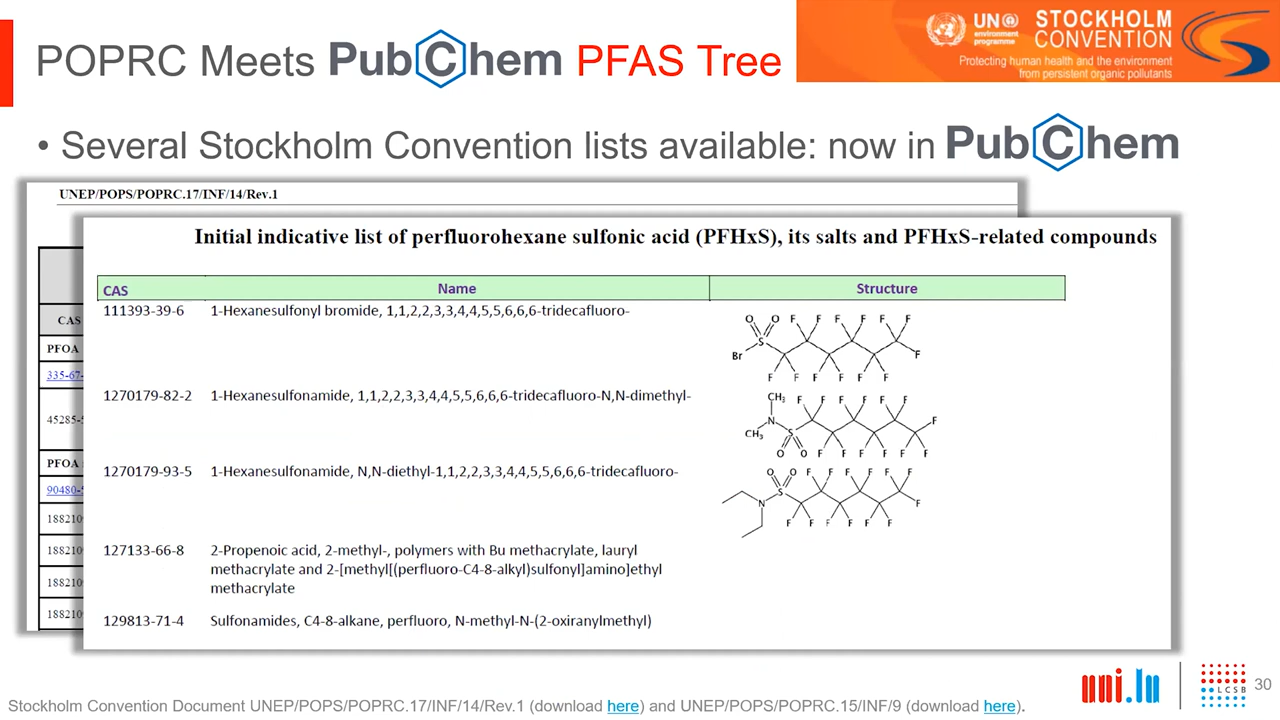 POPRC Meets PubChem PFAS Tree
UN environment programme
STOCKHOLM CONVENTION
Protecting human health and the environment
from persistent organic pollutants
• Several Stockholm Convention lists available: now in PubChem
UNEP/POPS/POPRC.17/INF/14/Rev.1
CAS
PFOA
335-67-
45285-
PFOA
90480-
188210
188210
188210
188210
Initial indicative list of perfluorohexane sulfonic acid (PFHxS), its salts and PFHxS-related compounds
CAS Name Structure
111393-39-6 1-Hexanesulfonyl bromide, 1,1,2,2,3,3,4,4,5,5,6,6,6-tridecafluoro-
O O F F F F F
S
Br F
F F F F F F
1270179-82-2 1-Hexanesulfonamide, 1,1,2,2,3,3,4,4,5,5,6,6,6-tridecafluoro-N,N-dimethyl-
CH3 F F F F F
N F
CH3 S
O O F F F F F F
1270179-93-5 1-Hexanesulfonamide, N,N-diethyl-1,1,2,2,3,3,4,4,5,5,6,6,6-tridecafluoro-
O O F F F F F
S
N F
F F F F F F
127133-66-8 2-Propenoic acid, 2-methyl-, polymers with Bu methacrylate, lauryl
methacrylate and 2-[methyl[(perfluoro-C4-8-alkyl)sulfonyl]amino]ethyl
methacrylate
129813-71-4 Sulfonamides, C4-8-alkane, perfluoro, N-methyl-N-(2-oxiranylmethyl)
uni.lu
LCSB
30
Stockholm Convention Document UNEP/POPS/POPRC.17/INF/14/Rev.1 (download here) and UNEP/POPS/POPRC.15/INF/9 (download here).